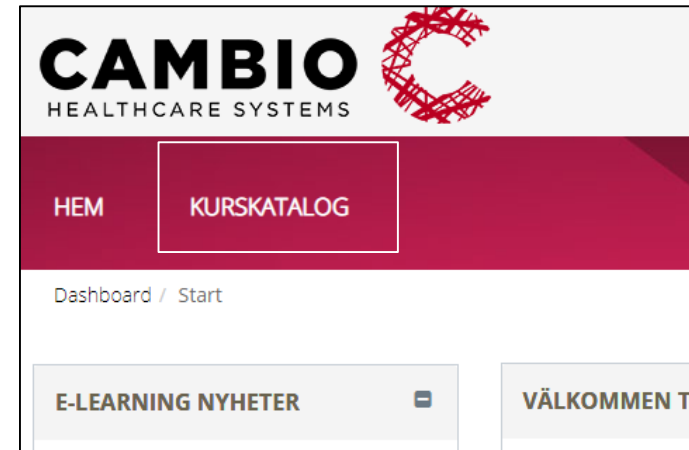 CAMBIO
HEALTHCARE SYSTEMS
HEM KURSKATALOG
Dashboard / Start
E-LEARNING NYHETER
VÄLKOMMEN